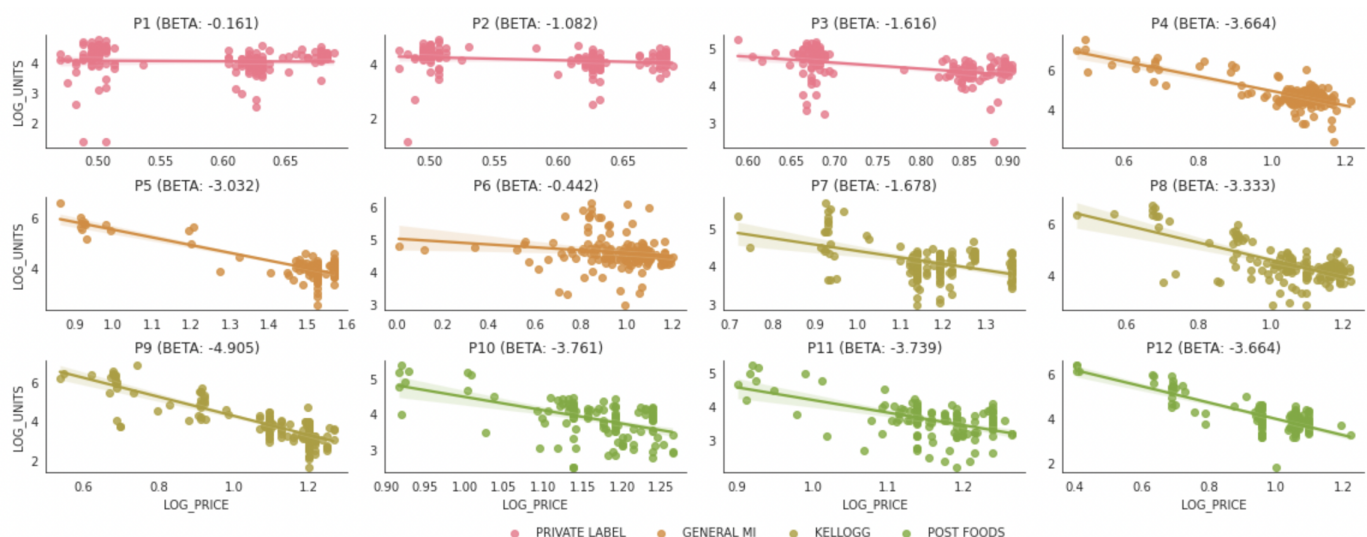 P1 (BETA: -0.161) P2 (BETA: -1.082) P3 (BETA: -1.616) P4 (BETA: -3.664)
LOG_UNITS
4
3
2
0.50 0.55 0.60 0.65
4
2
0.50 0.55 0.60 0.65
5
4
3
0.60 0.65 0.70 0.75 0.80 0.85 0.90
6
4
0.6 0.8 1.0 1.2
P5 (BETA: -3.032) P6 (BETA: -0.442) P7 (BETA: -1.678) P8 (BETA: -3.333)
LOG_UNITS
6
4
0.9 1.0 1.1 1.2 1.3 1.4 1.5 1.6
6
5
4
3
0.0 0.2 0.4 0.6 0.8 1.0 1.2
5
4
3
0.7 0.8 0.9 1.0 1.1 1.2 1.3
6
4
0.6 0.8 1.0 1.2
P9 (BETA: -4.905) P10 (BETA: -3.761) P11 (BETA: -3.739) P12 (BETA: -3.664)
LOG_UNITS
6
4
2
0.6 0.8 1.0 1.2
LOG_PRICE
5
4
3
0.90 0.95 1.00 1.05 1.10 1.15 1.20 1.25
LOG_PRICE
5
4
3
0.9 1.0 1.1 1.2
LOG_PRICE
6
4
2
0.4 0.6 0.8 1.0 1.2
LOG_PRICE
PRIVATE LABEL GENERAL MI KELLOGG POST FOODS